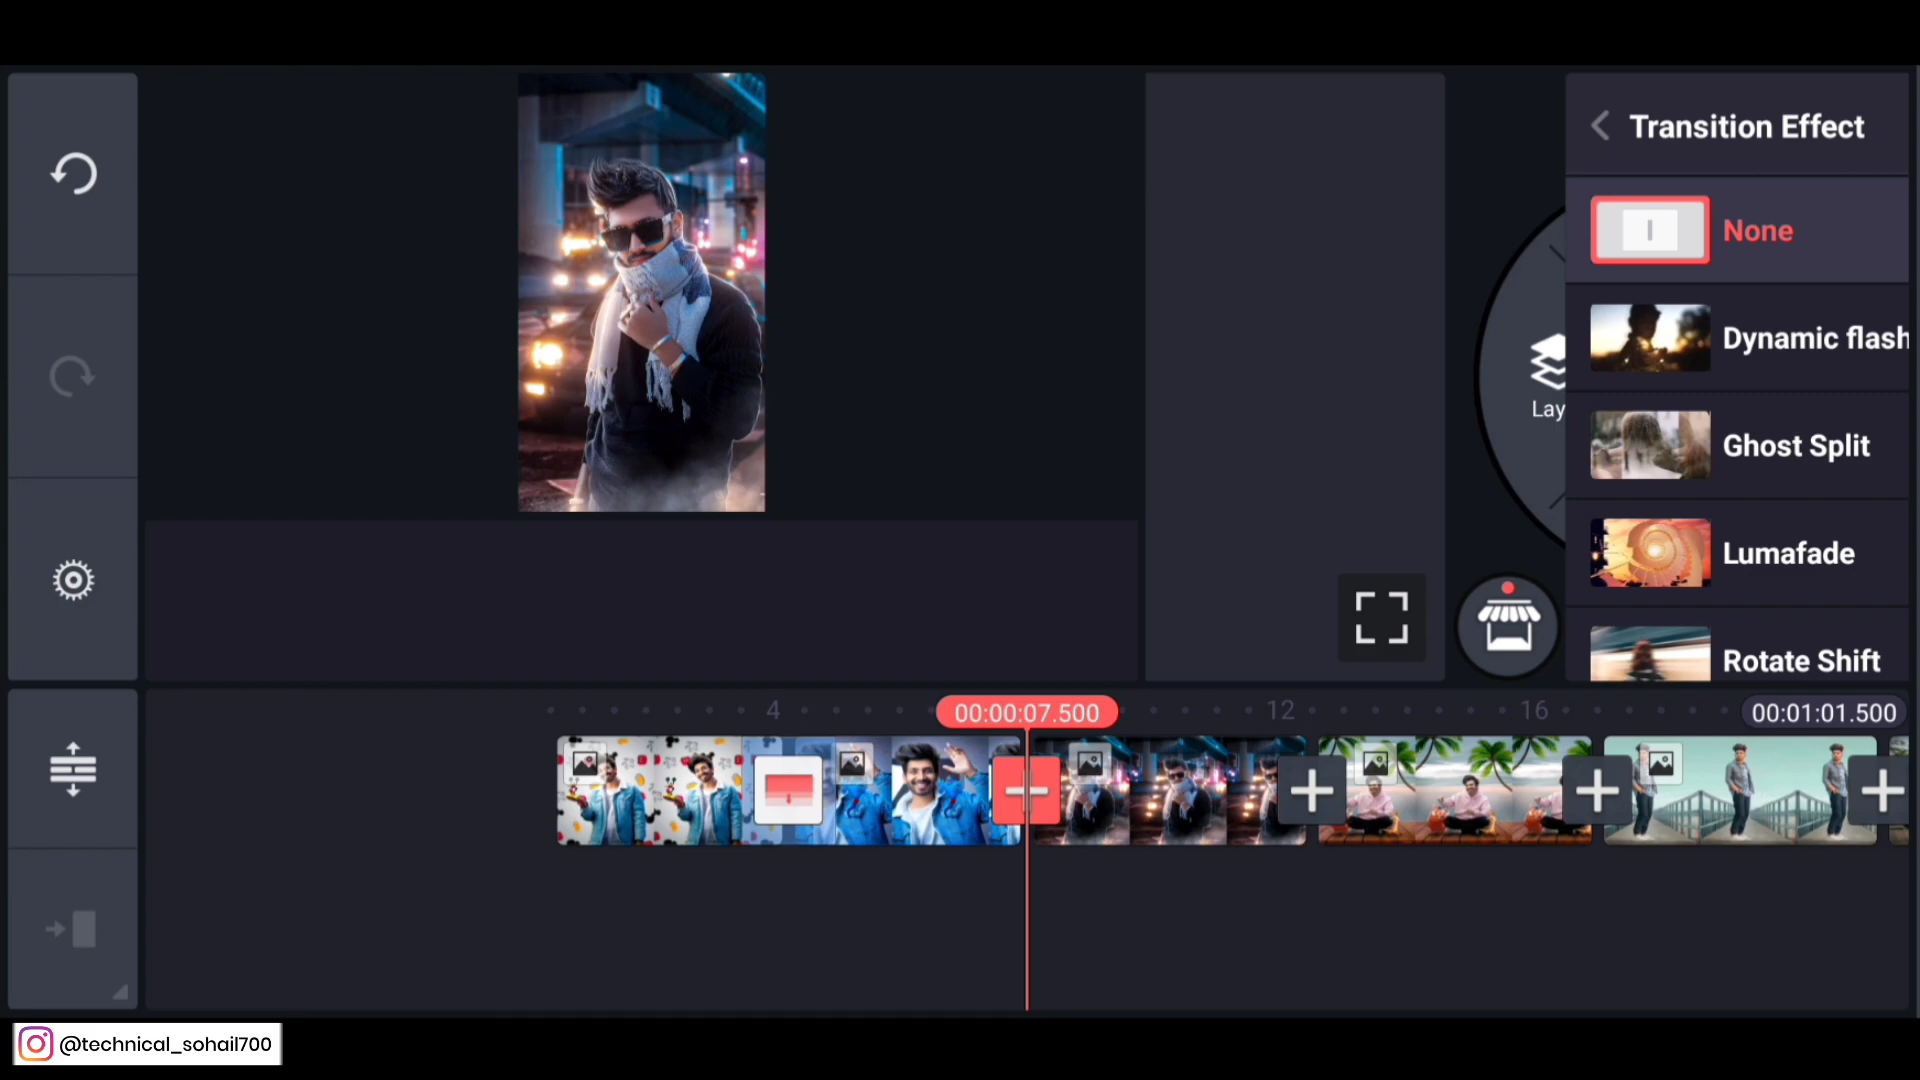 Transition Effect
None
Dynamic flash
Ghost Split
Lay
Lumafade
Rotate Shift
4
00:00:07.500
12
16
00:01:01.500
@technical_sohail700